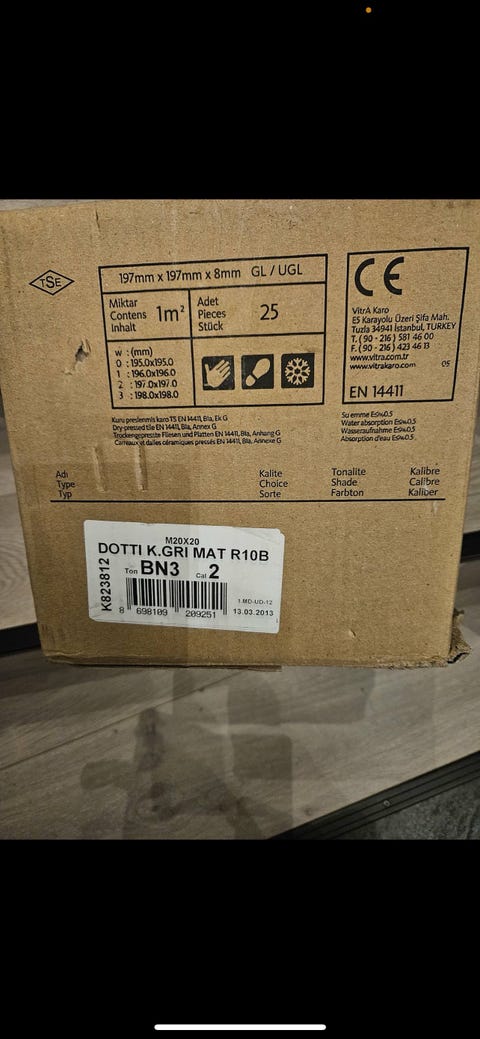 TSE
197mm x 197mm x 8mm GL / UGL
Miktar
Contens
Inhalt
1m²
Adet
Pieces
Stück
25
w : (mm)
0 : 195.0x195.0
1 : 196.0x196.0
2 : 197.0x197.0
3 : 198.0x198.0
CE
VitrA Karo
E5 Karayolu Üzeri Şifa Mah.
Tuzla 34941 İstanbul, TURKEY
T. ( 90 - 216 ) 581 46 00
F. ( 90 - 216 ) 423 46 13
www.vitra.com.tr
www.vitrakaro.com 05
EN 14411
Kuru preslenmis karo TS EN 14411, BIa, Ek G
Dry-pressed tile EN 14411, BIa, Annex G
Trockengepresste Fliesen und Platten EN 14411, BIa, Anhang G
Carreaux et dalles céramiques pressés EN 14411, BIa, Annexe G
Su emme E≤%0.5
Water absorption E≤%0.5
Wasseraufnahme E≤%0.5
Absorption d'eau E≤%0.5
Adı
Type
Typ
Kalite
Choice
Sorte
Tonalite
Shade
Farbton
Kalibre
Calibre
Kaliber
M20X20
DOTTI K.GRI MAT R10B
K823812
Ton BN3 Cal 2
8 698109 209251
1-MD-UD-12
13.03.2013